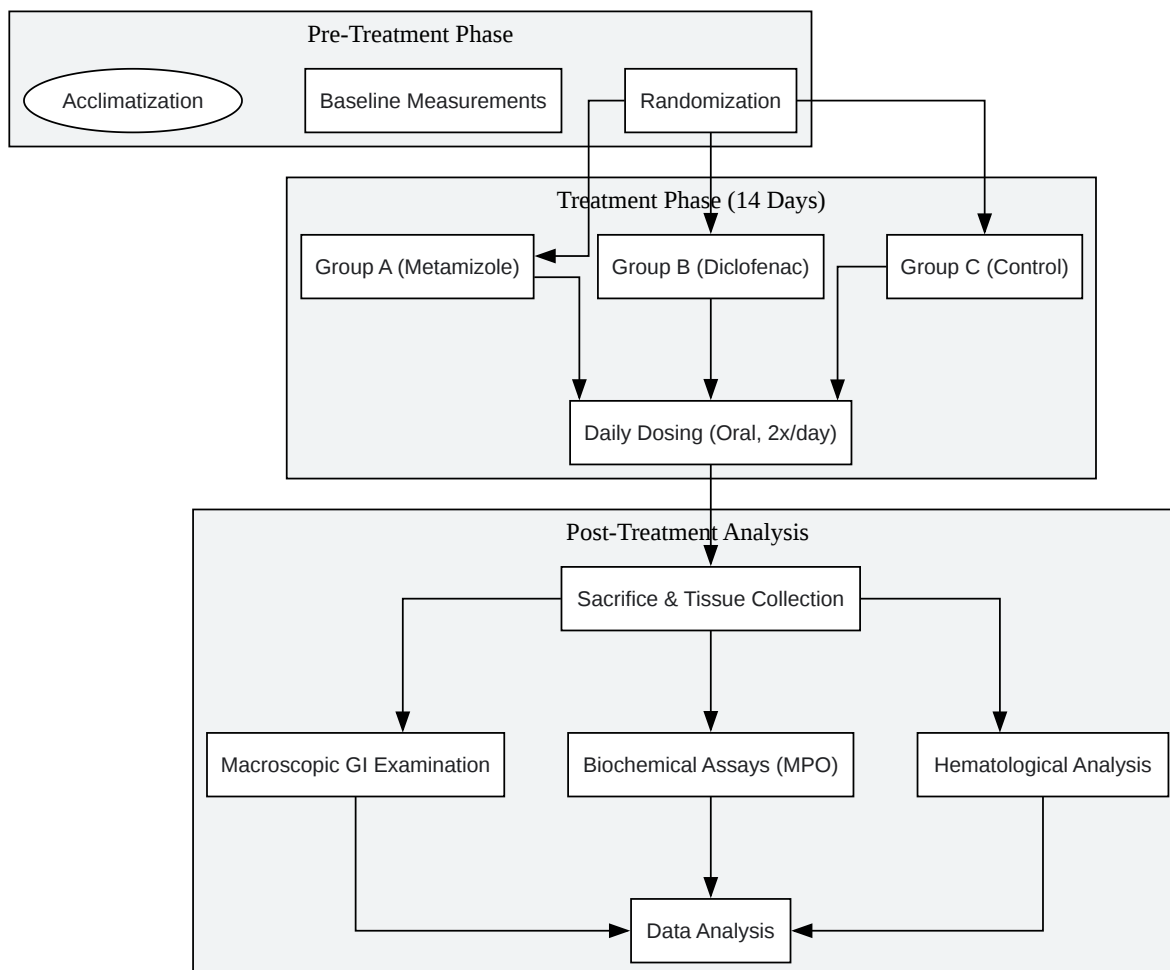 Pre-Treatment Phase
Acclimatization
Baseline Measurements
Randomization
Treatment Phase (14 Days)
Group A (Metamizole)
Group B (Diclofenac)
Group C (Control)
Daily Dosing (Oral, 2x/day)
Post-Treatment Analysis
Sacrifice & Tissue Collection
Macroscopic GI Examination
Biochemical Assays (MPO)
Hematological Analysis
Data Analysis